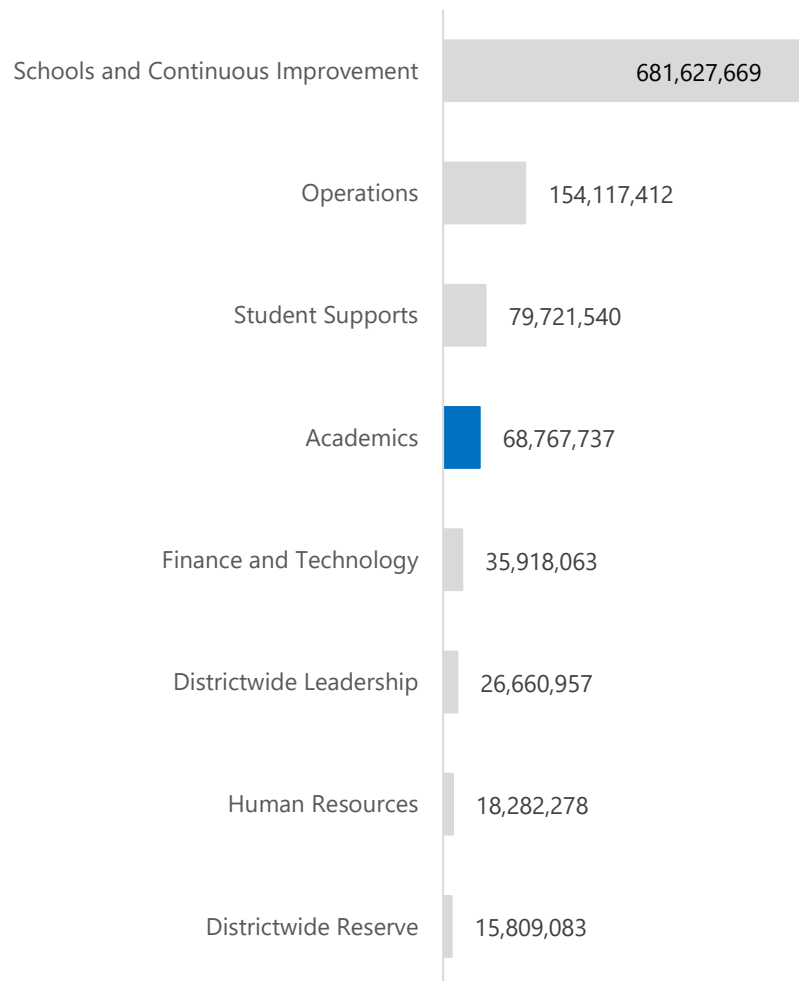 Schools and Continuous Improvement 681,627,669
Operations 154,117,412
Student Supports 79,721,540
Academics 68,767,737
Finance and Technology 35,918,063
Districtwide Leadership 26,660,957
Human Resources 18,282,278
Districtwide Reserve 15,809,083